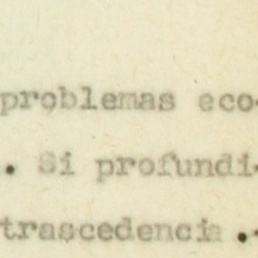 problemas eco-
. Si profundi-
trascedencia .-